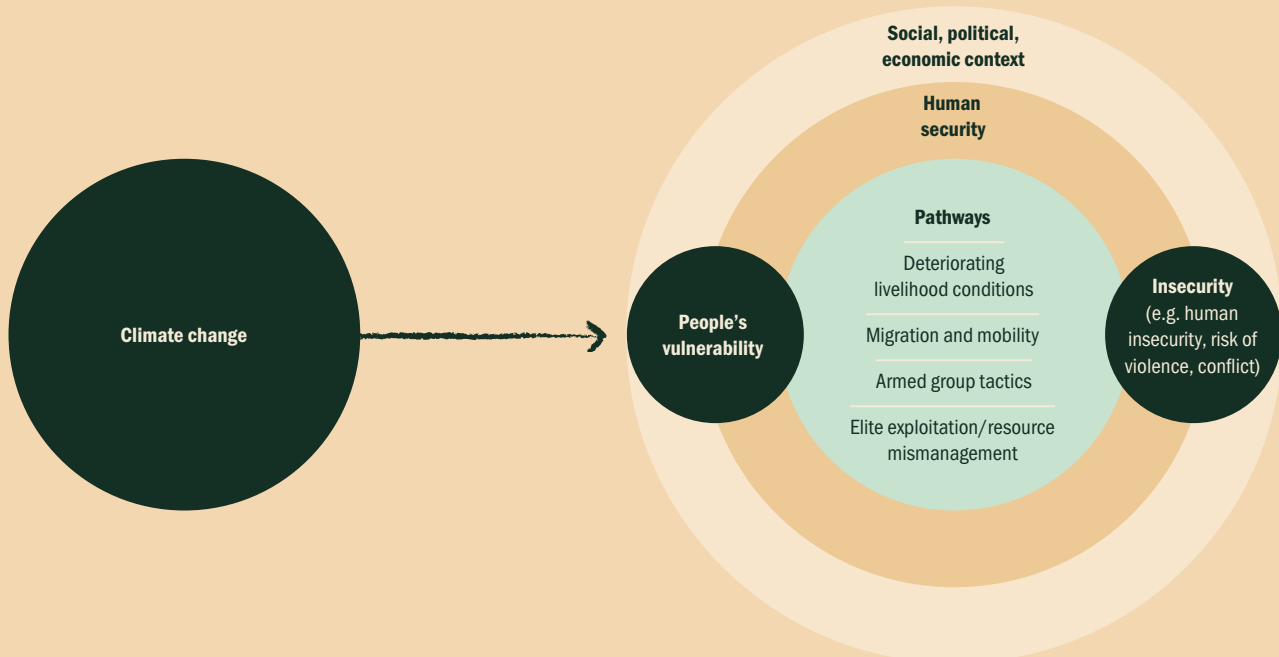 Social, political,
economic context
Human
security
Climate change
People’s
vulnerability
Pathways
Deteriorating
livelihood conditions
Migration and mobility
Armed group tactics
Elite exploitation/resource
mismanagement
Insecurity
(e.g. human
insecurity, risk of
violence, conflict)